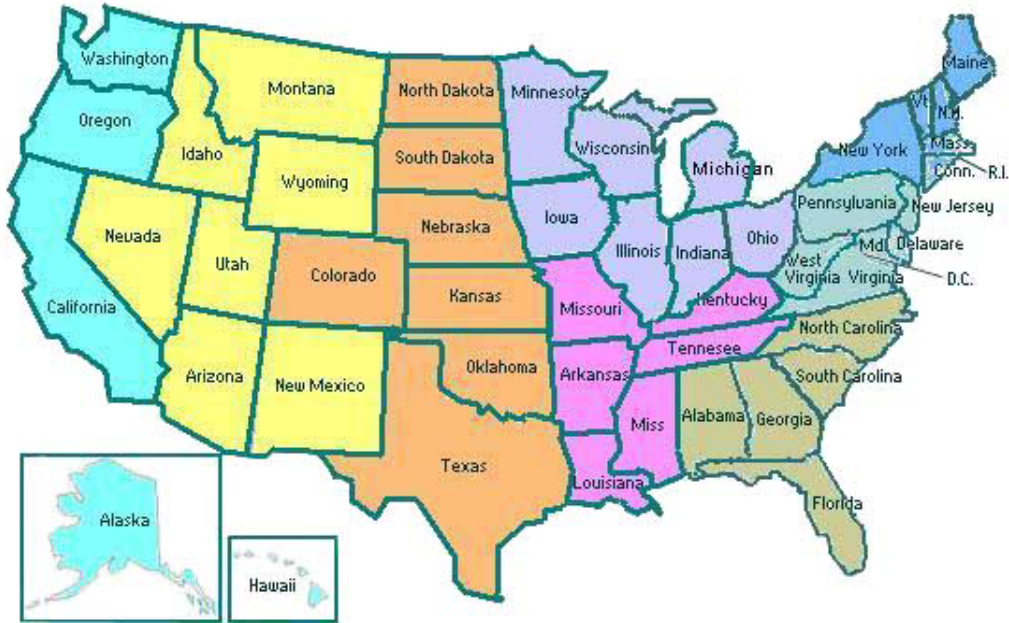 Washington
Maine
Montana
North Dakota
Minnesota
Vt.
N.H.
Oregon
Idaho
South Dakota
Wisconsin
Michigan
New York
Mass.
Conn.
R.I.
Wyoming
Pennsylvania
New Jersey
Nevada
Nebraska
Iowa
Ohio
Illinois
Indiana
Md.
Delaware
Utah
Colorado
West
Virginia
Virginia
D.C.
California
Kansas
Missouri
Kentucky
North Carolina
Tennesee
Arizona
New Mexico
Oklahoma
Arkansas
South Carolina
Miss
Alabama
Georgia
Texas
Louisiana
Florida
Alaska
Hawaii